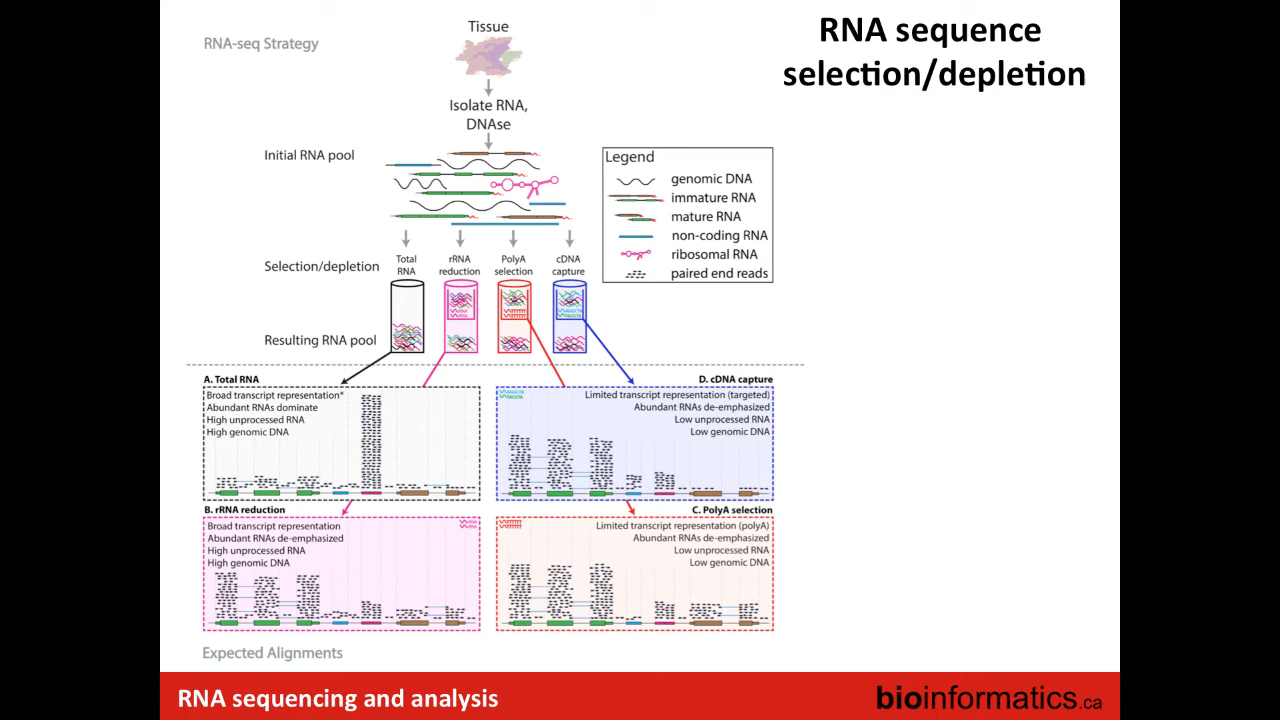 RNA-seq Strategy
RNA sequence
selection/depletion
Tissue
Isolate RNA,
DNAse
Initial RNA pool
Legend
genomic DNA
immature RNA
mature RNA
non-coding RNA
ribosomal RNA
paired end reads
Selection/depletion
Total
RNA
rRNA
reduction
PolyA
selection
cDNA
capture
Resulting RNA pool
A. Total RNA
Broad transcript representation*
Abundant RNAs dominate
High unprocessed RNA
High genomic DNA
D. cDNA capture
Limited transcript representation (targeted)
Abundant RNAs de-emphasized
Low unprocessed RNA
Low genomic DNA
B. rRNA reduction
Broad transcript representation
Abundant RNAs de-emphasized
High unprocessed RNA
High genomic DNA
C. PolyA selection
Limited transcript representation (polyA)
Abundant RNAs de-emphasized
Low unprocessed RNA
Low genomic DNA
Expected Alignments
RNA sequencing and analysis
bioinformatics.ca